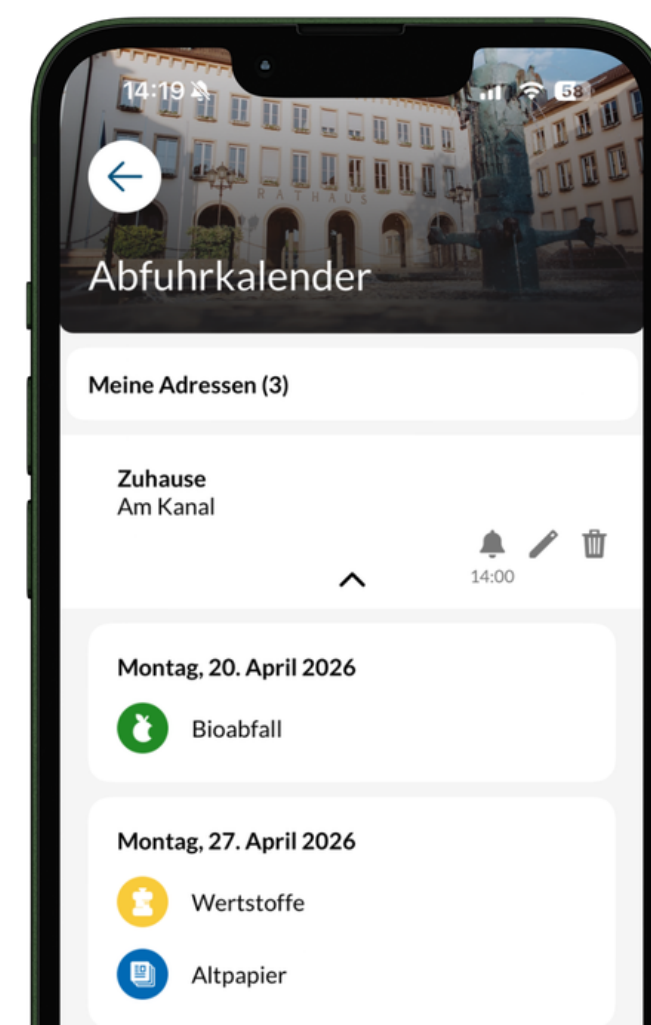 14:19
58
RATHAUS
Abfuhrkalender
Meine Adressen (3)
Zuhause
Am Kanal
14:00
Montag, 20. April 2026
Bioabfall
Montag, 27. April 2026
Wertstoffe
Altpapier